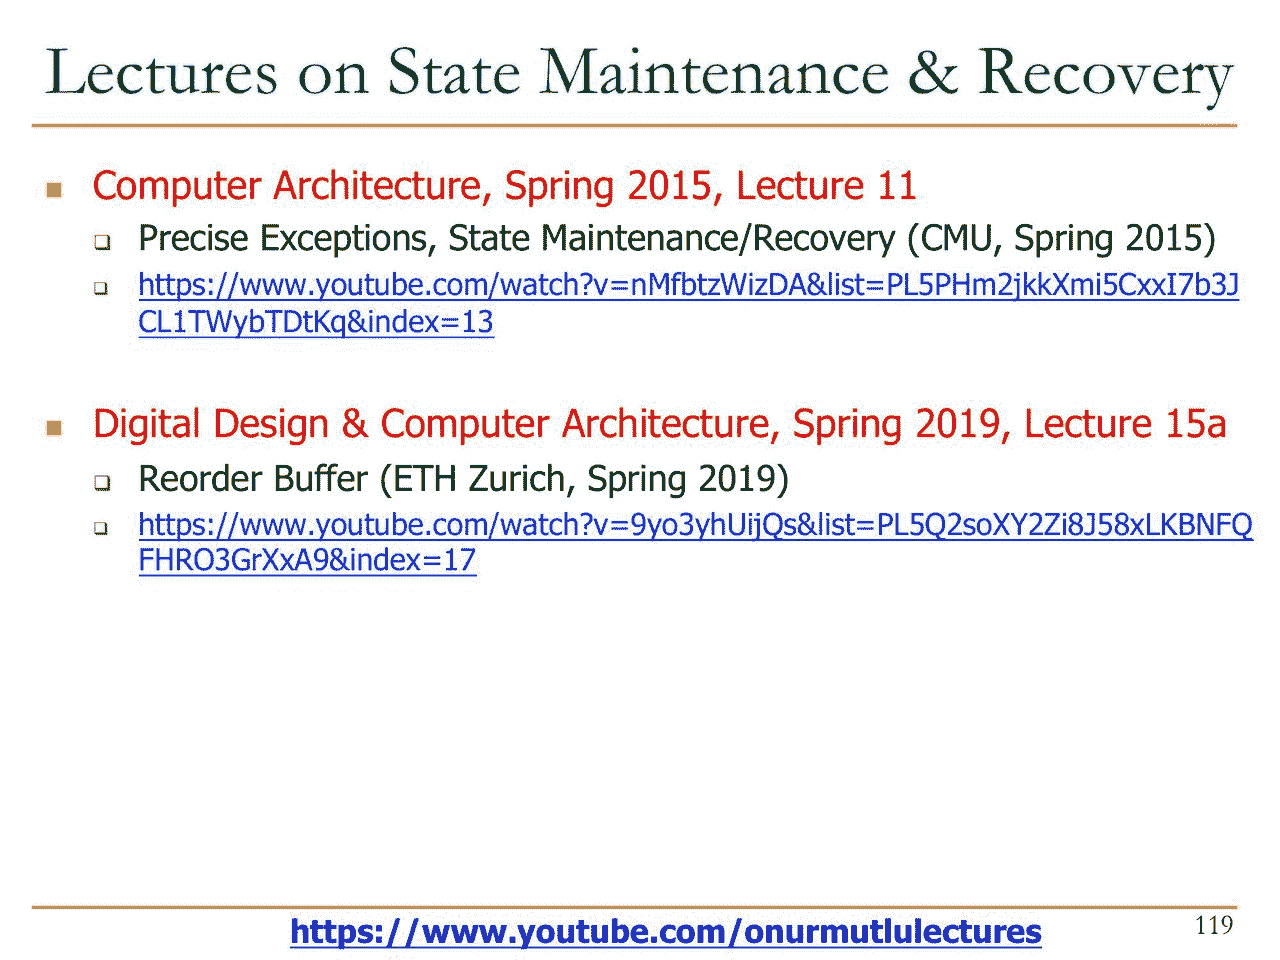 Lectures on State Maintenance & Recovery
Computer Architecture, Spring 2015, Lecture 11
Precise Exceptions, State Maintenance/Recovery (CMU, Spring 2015)
https://www.youtube.com/watch?v=nMfbtzWizDA&list=PL5PHm2jkkXmi5CxxI7b3J
CL1TWybTDtKq&index=13
Digital Design & Computer Architecture, Spring 2019, Lecture 15a
Reorder Buffer (ETH Zurich, Spring 2019)
https://www.youtube.com/watch?v=9yo3yhUijQs&list=PL5Q2soXY2Zi8J58xLKBNFQ
FHRO3GrXxA9&index=17
https://www.youtube.com/onurmutlulectures
119